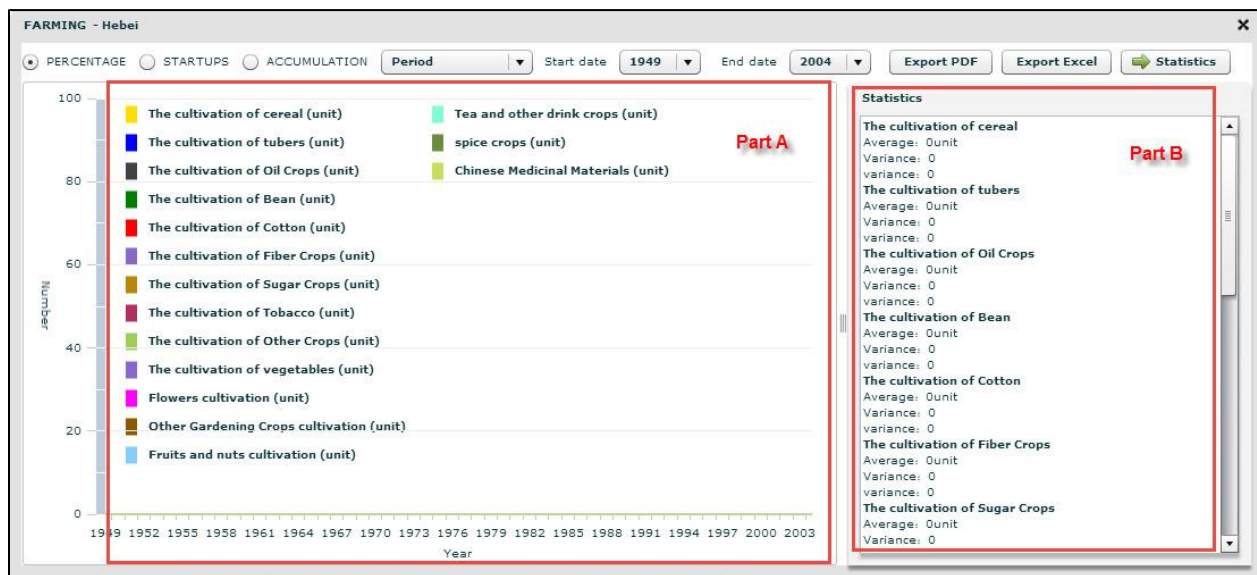 FARMING - Hebei
PERCENTAGE STARTUPS ACCUMULATION Period Start date 1949 End date 2004 Export PDF Export Excel Statistics
100
80
60
40
20
0
Number
The cultivation of cereal (unit)
The cultivation of tubers (unit)
The cultivation of Oil Crops (unit)
The cultivation of Bean (unit)
The cultivation of Cotton (unit)
The cultivation of Fiber Crops (unit)
The cultivation of Sugar Crops (unit)
The cultivation of Tobacco (unit)
The cultivation of Other Crops (unit)
The cultivation of vegetables (unit)
Flowers cultivation (unit)
Other Gardening Crops cultivation (unit)
Fruits and nuts cultivation (unit)
Tea and other drink crops (unit)
spice crops (unit)
Chinese Medicinal Materials (unit)
Part A
1949 1952 1955 1958 1961 1964 1967 1970 1973 1976 1979 1982 1985 1988 1991 1994 1997 2000 2003
Year
Statistics
Part B
The cultivation of cereal
Average: 0unit
Variance: 0
variance: 0
The cultivation of tubers
Average: 0unit
Variance: 0
variance: 0
The cultivation of Oil Crops
Average: 0unit
Variance: 0
variance: 0
The cultivation of Bean
Average: 0unit
Variance: 0
variance: 0
The cultivation of Cotton
Average: 0unit
Variance: 0
variance: 0
The cultivation of Fiber Crops
Average: 0unit
Variance: 0
variance: 0
The cultivation of Sugar Crops
Average: 0unit
Variance: 0